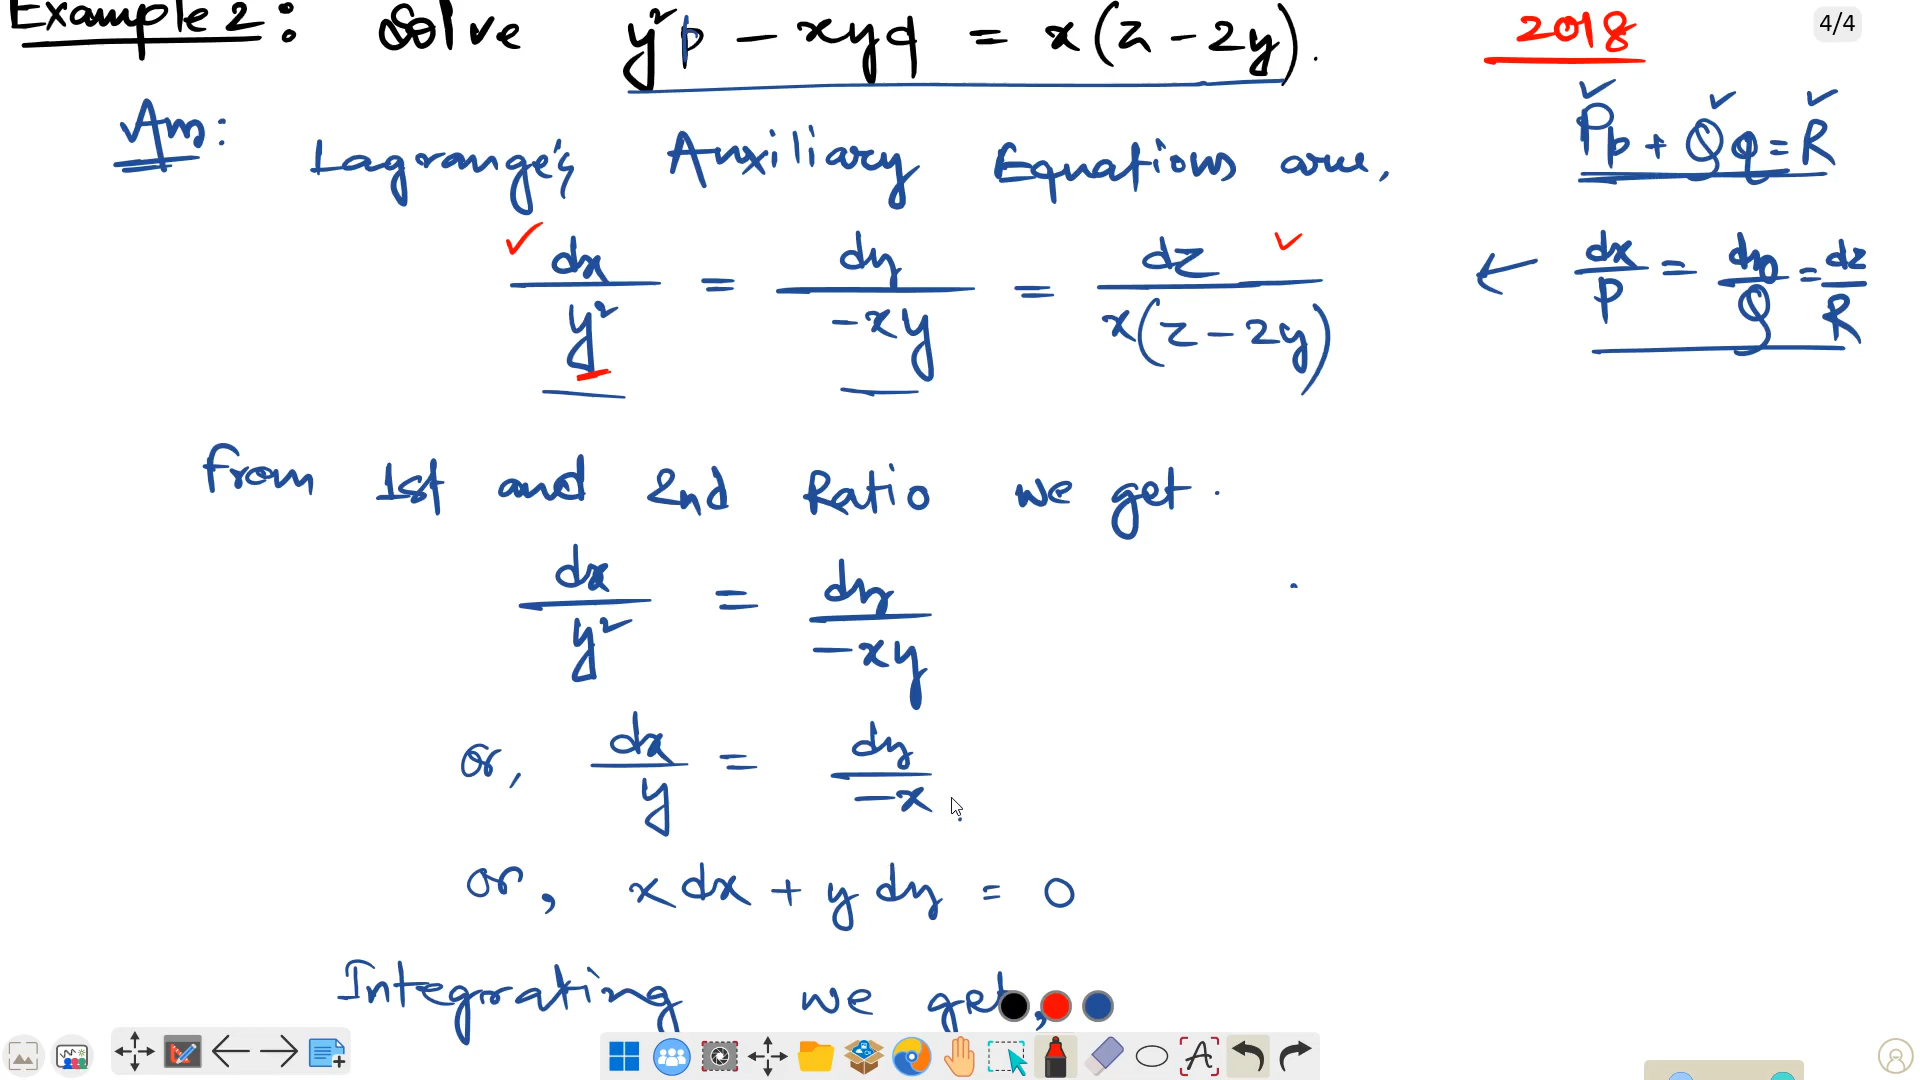 Example 2: Solve y²p - xyq = x(z - 2y). 2018 4/4
Ans:
Lagrange's Auxiliary Equations are,
Pp + Qq = R
dx/y² = dy/-xy = dz/x(z - 2y)
← dx/P = dy/Q = dz/R
From 1st and 2nd Ratio we get.
dx/y² = dy/-xy
or, dx/y = dy/-x
or, x dx + y dy = 0
Integrating we get,